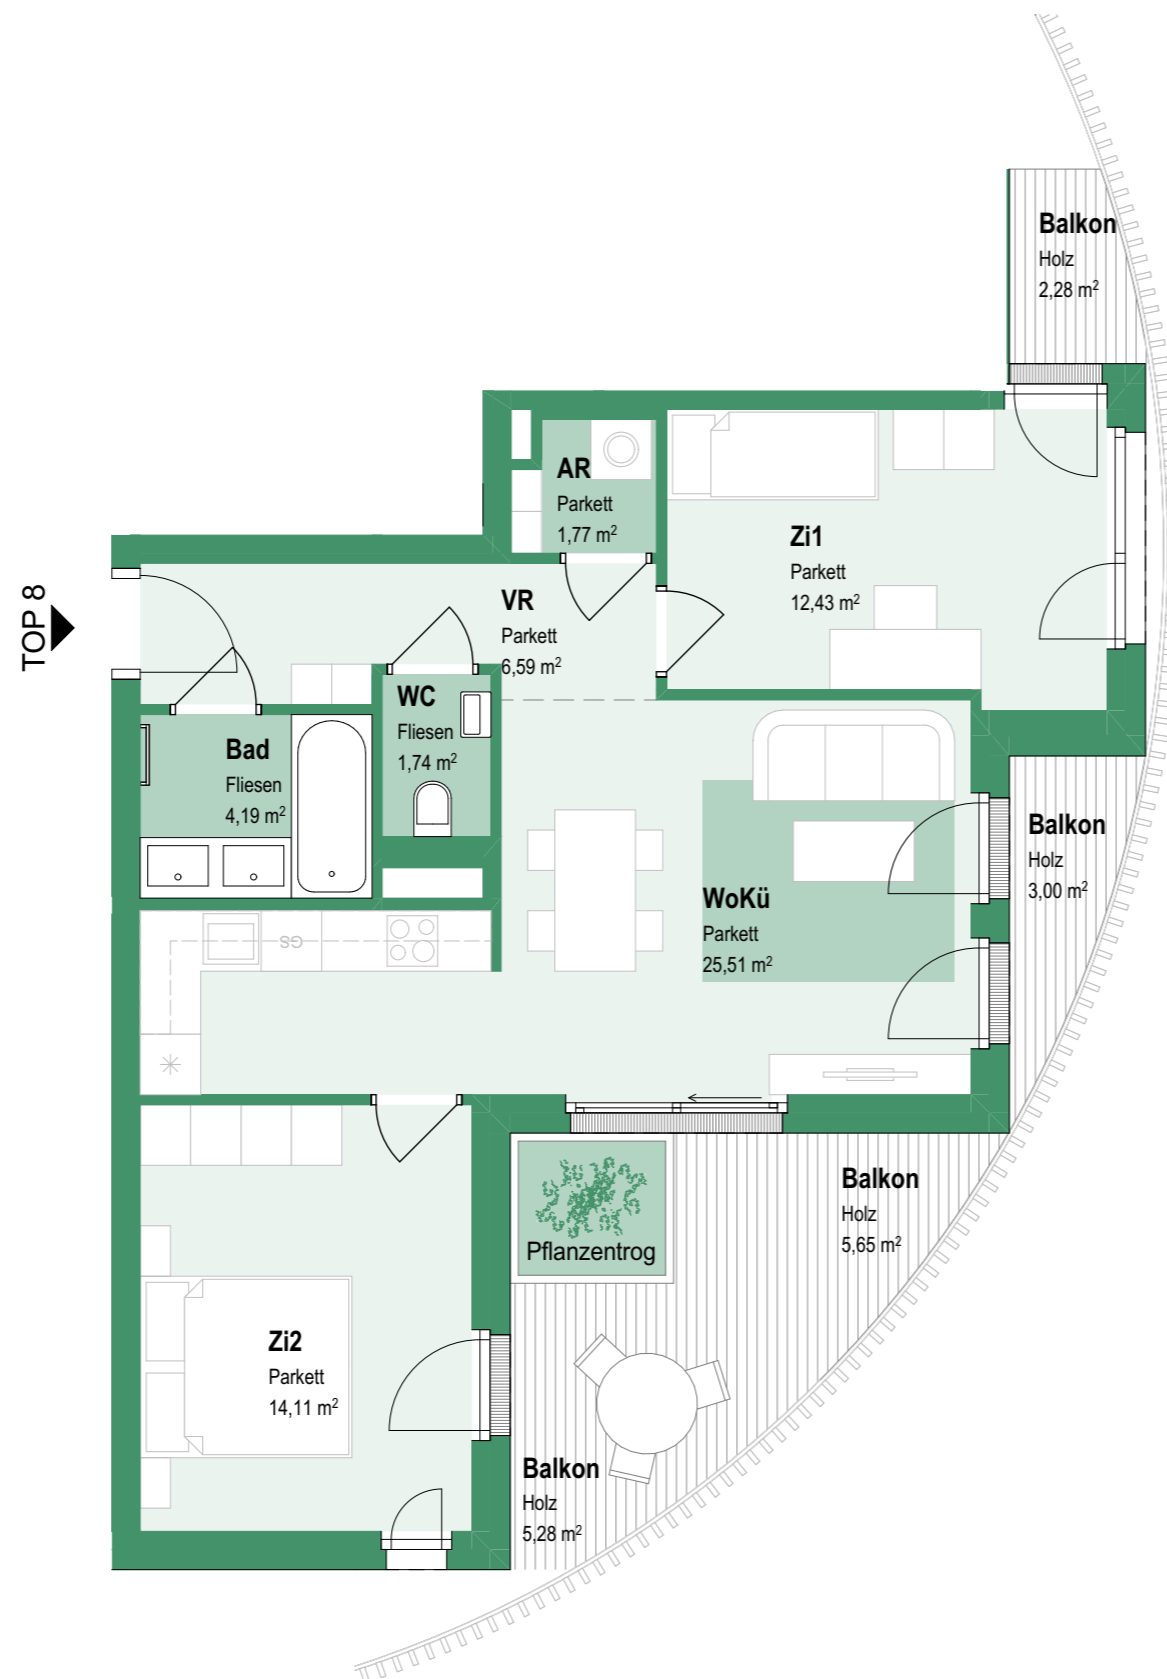 Balkon
Holz
2,28 m²
AR
Parkett
1,77 m²
Zi1
Parkett
12,43 m²
TOP 8
VR
Parkett
6,59 m²
WC
Fliesen
1,74 m²
Bad
Fliesen
4,19 m²
Balkon
Holz
3,00 m²
WoKü
Parkett
25,51 m²
GS
Balkon
Holz
5,65 m²
Pflanzentrog
Zi2
Parkett
14,11 m²
Balkon
Holz
5,28 m²